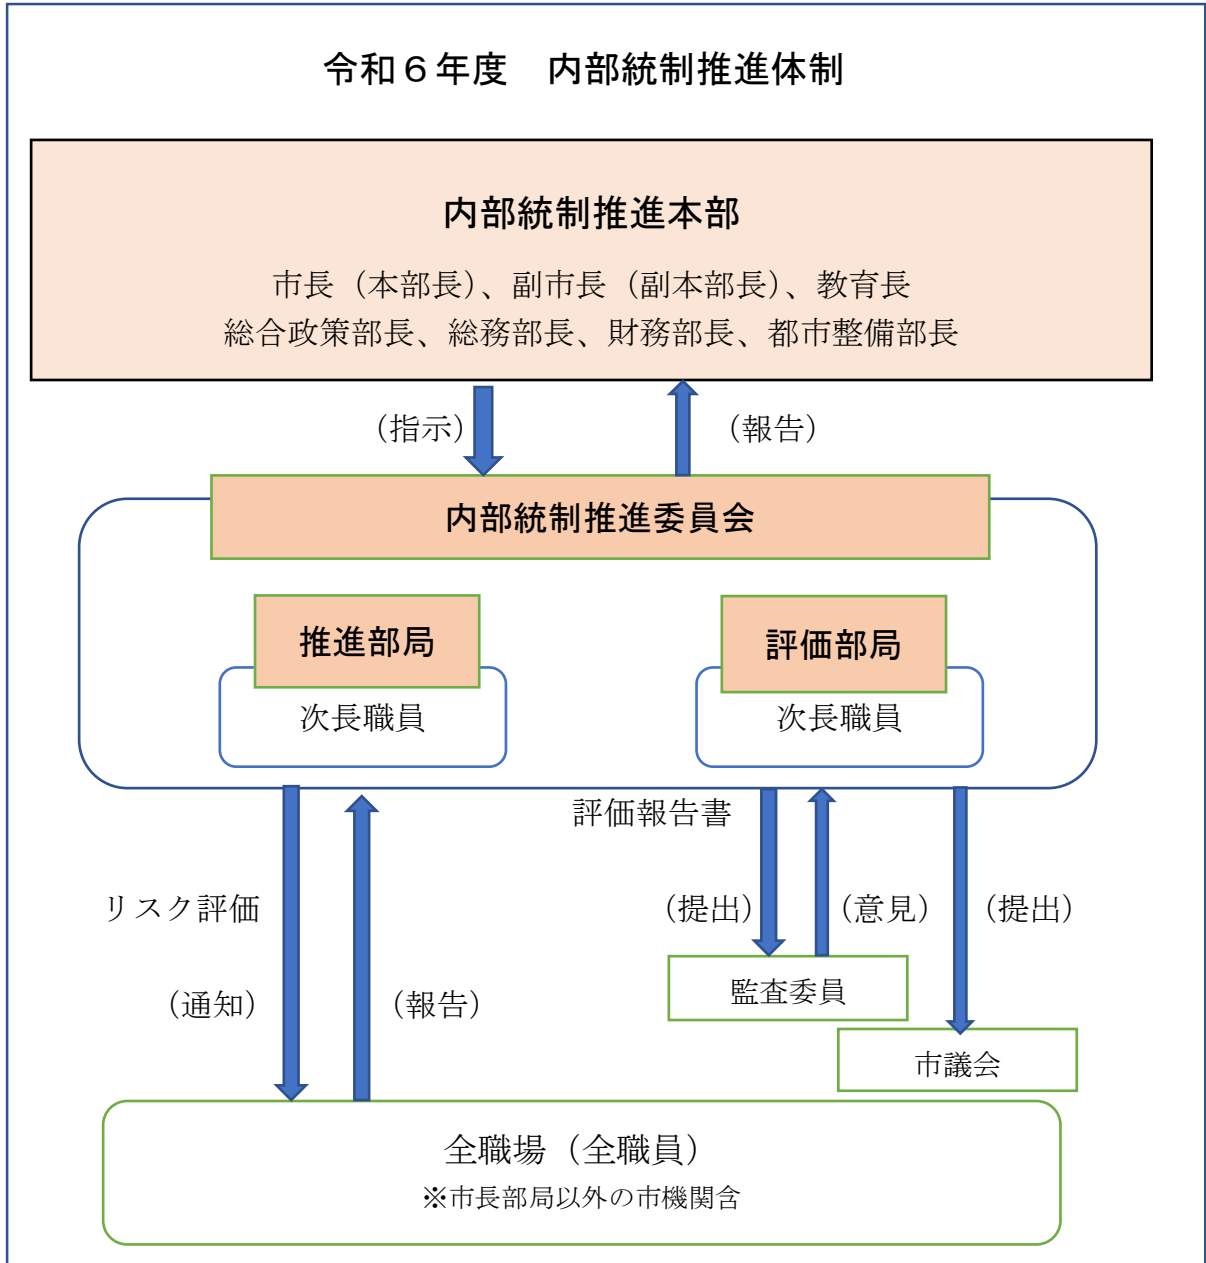 令和６年度　内部統制推進体制
内部統制推進本部
市長（本部長）、副市長（副本部長）、教育長
総合政策部長、総務部長、財務部長、都市整備部長
（指示）
（報告）
内部統制推進委員会
推進部局
次長職員
評価部局
次長職員
評価報告書
リスク評価
（通知）
（報告）
（提出）
（意見）
（提出）
監査委員
市議会
全職場（全職員）
※市長部局以外の市機関含